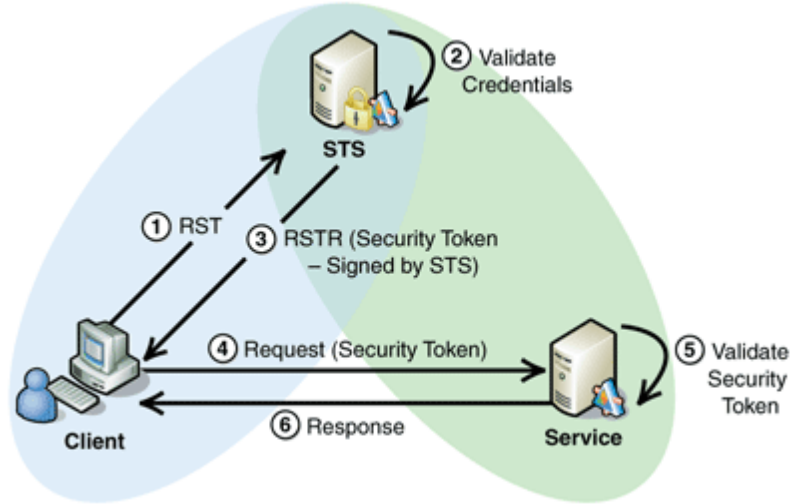 2 Validate
Credentials
STS
1 RST
3 RSTR (Security Token
– Signed by STS)
4 Request (Security Token)
5 Validate
Security
Token
6 Response
Client
Service